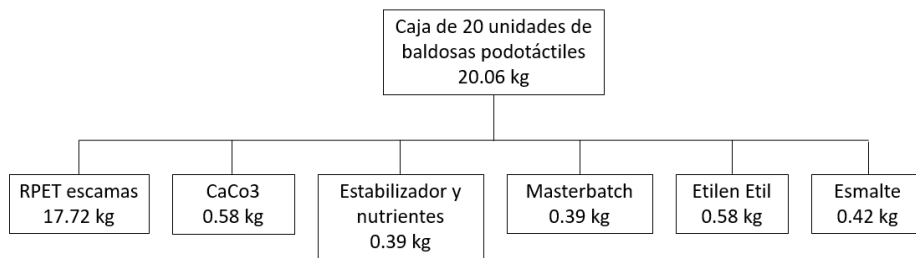 Caja de 20 unidades de
baldosas podotáctiles
20.06 kg
RPET escamas
17.72 kg
CaCo3
0.58 kg
Estabilizador y
nutrientes
0.39 kg
Masterbatch
0.39 kg
Etilen Etil
0.58 kg
Esmalte
0.42 kg